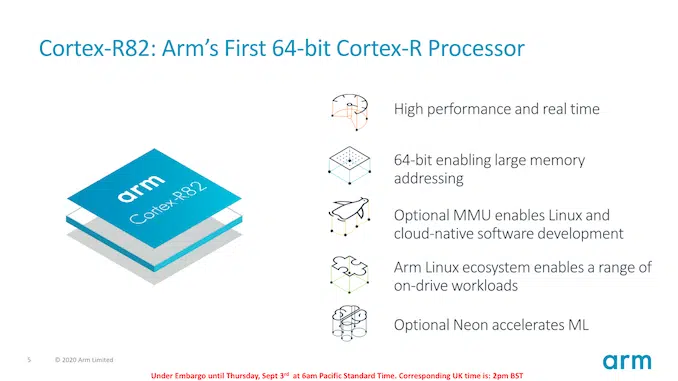 Cortex-R82: Arm's First 64-bit Cortex-R Processor
arm
Cortex-R82
High performance and real time
64-bit enabling large memory
addressing
Optional MMU enables Linux and
cloud-native software development
Arm Linux ecosystem enables a range of
on-drive workloads
Optional Neon accelerates ML
5 © 2020 Arm Limited
arm
Under Embargo until Thursday, Sept 3rd at 6am Pacific Standard Time. Corresponding UK time is: 2pm BST